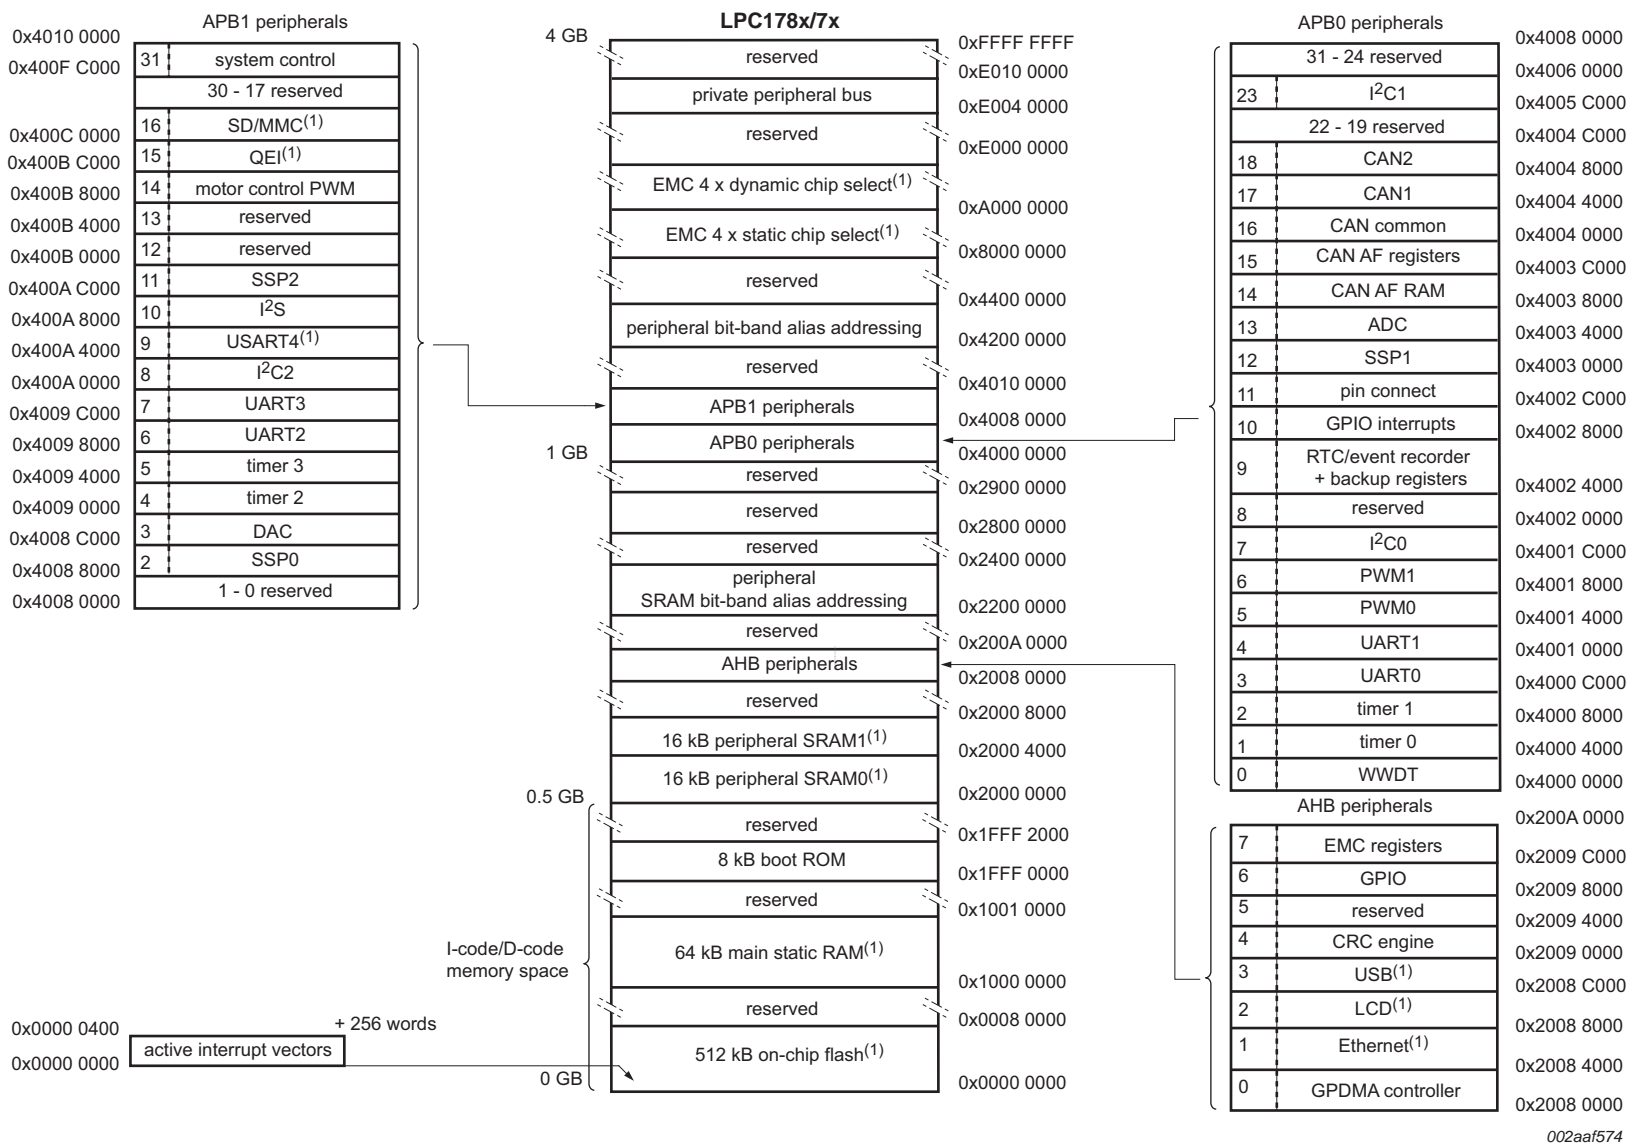 APB1 peripherals
0x4010 0000
31 system control
0x400F C000
30 - 17 reserved
16 SD/MMC(1)
0x400C 0000
15 QEI(1)
0x400B C000
14 motor control PWM
0x400B 8000
13 reserved
0x400B 4000
12 reserved
0x400B 0000
11 SSP2
0x400A C000
10 I2S
0x400A 8000
9 USART4(1)
0x400A 4000
8 I2C2
0x400A 0000
7 UART3
0x4009 C000
6 UART2
0x4009 8000
5 timer 3
0x4009 4000
4 timer 2
0x4009 0000
3 DAC
0x4008 C000
2 SSP0
0x4008 8000
1 - 0 reserved
0x4008 0000
0x0000 0400
+ 256 words
active interrupt vectors
0x0000 0000
LPC178x/7x
4 GB
0xFFFF FFFF
reserved
0xE010 0000
private peripheral bus
0xE004 0000
reserved
0xE000 0000
EMC 4 x dynamic chip select(1)
0xA000 0000
EMC 4 x static chip select(1)
0x8000 0000
reserved
0x4400 0000
peripheral bit-band alias addressing
0x4200 0000
reserved
0x4010 0000
APB1 peripherals
0x4008 0000
APB0 peripherals
1 GB
0x4000 0000
reserved
0x2900 0000
reserved
0x2800 0000
reserved
0x2400 0000
peripheral
SRAM bit-band alias addressing
0x2200 0000
reserved
0x200A 0000
AHB peripherals
0x2008 0000
reserved
0x2000 8000
16 kB peripheral SRAM1(1)
0x2000 4000
16 kB peripheral SRAM0(1)
0x2000 0000
0.5 GB
reserved
0x1FFF 2000
8 kB boot ROM
0x1FFF 0000
reserved
0x1001 0000
I-code/D-code
memory space
64 kB main static RAM(1)
0x1000 0000
reserved
0x0008 0000
512 kB on-chip flash(1)
0 GB
0x0000 0000
APB0 peripherals
0x4008 0000
31 - 24 reserved
0x4006 0000
23 I2C1
0x4005 C000
22 - 19 reserved
0x4004 C000
18 CAN2
0x4004 8000
17 CAN1
0x4004 4000
16 CAN common
0x4004 0000
15 CAN AF registers
0x4003 C000
14 CAN AF RAM
0x4003 8000
13 ADC
0x4003 4000
12 SSP1
0x4003 0000
11 pin connect
0x4002 C000
10 GPIO interrupts
0x4002 8000
9 RTC/event recorder
+ backup registers
0x4002 4000
8 reserved
0x4002 0000
7 I2C0
0x4001 C000
6 PWM1
0x4001 8000
5 PWM0
0x4001 4000
4 UART1
0x4001 0000
3 UART0
0x4000 C000
2 timer 1
0x4000 8000
1 timer 0
0x4000 4000
0 WWDT
0x4000 0000
AHB peripherals
0x200A 0000
7 EMC registers
0x2009 C000
6 GPIO
0x2009 8000
5 reserved
0x2009 4000
4 CRC engine
0x2009 0000
3 USB(1)
0x2008 C000
2 LCD(1)
0x2008 8000
1 Ethernet(1)
0x2008 4000
0 GPDMA controller
0x2008 0000
002aaf574